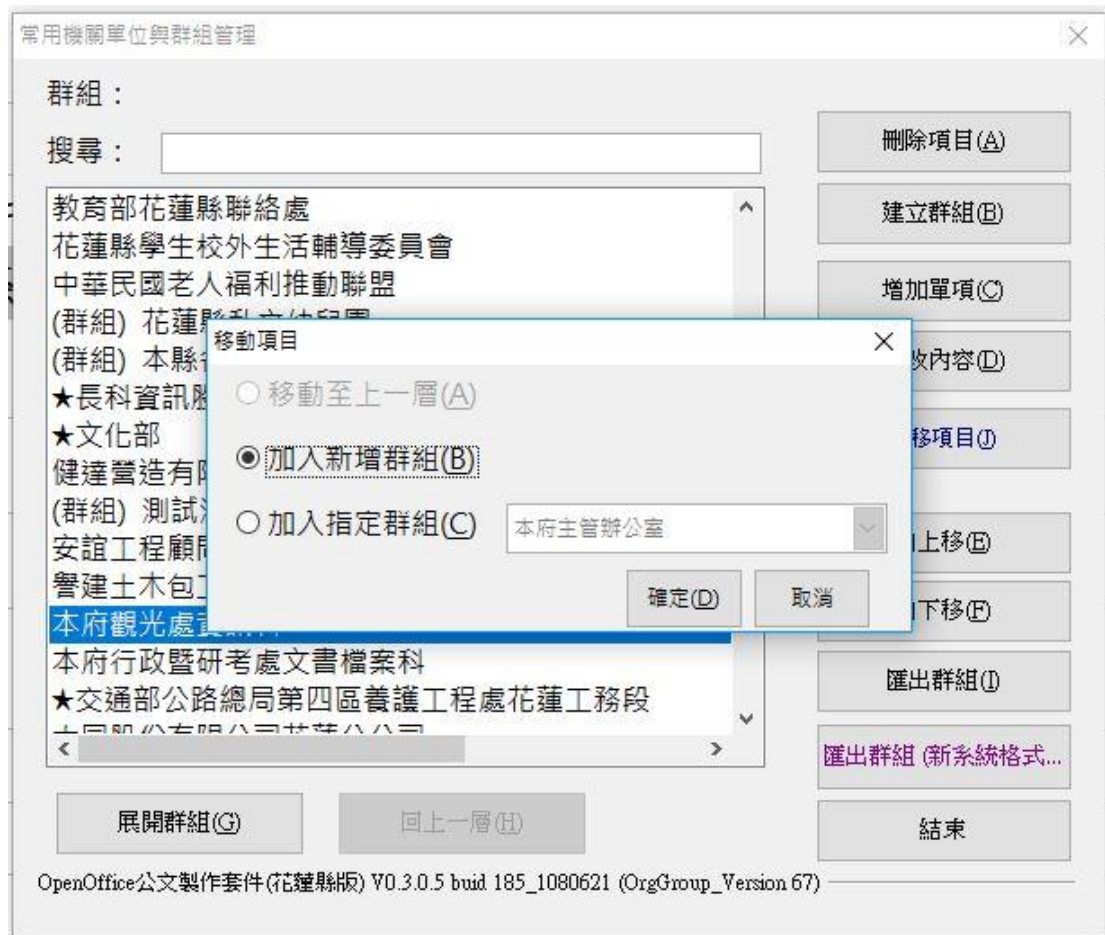 常用機關單位與群組管理
群組：
搜尋：
刪除項目(A)
建立群組(B)
增加單項(C)
改內容(D)
移項目(J)
上移(E)
下移(F)
匯出群組(I)
匯出群組 (新系統格式...
結束
教育部花蓮縣聯絡處
花蓮縣學生校外生活輔導委員會
中華民國老人福利推動聯盟
(群組) 花蓮縣私立幼兒園
(群組) 本縣
★長科資訊股
★文化部
健達營造有限
(群組) 測試
安誼工程顧問
譽建土木包工
本府觀光處資訊科
本府行政暨研考處文書檔案科
★交通部公路總局第四區養護工程處花蓮工務段
移動項目
移動至上一層(A)
加入新增群組(B)
加入指定群組(C)
本府主管辦公室
確定(D)
取消
展開群組(G)
回上一層(H)
OpenOffice公文製作套件(花蓮縣版) V0.3.0.5 buid 185_1080621 (OrgGroup_Version 67)